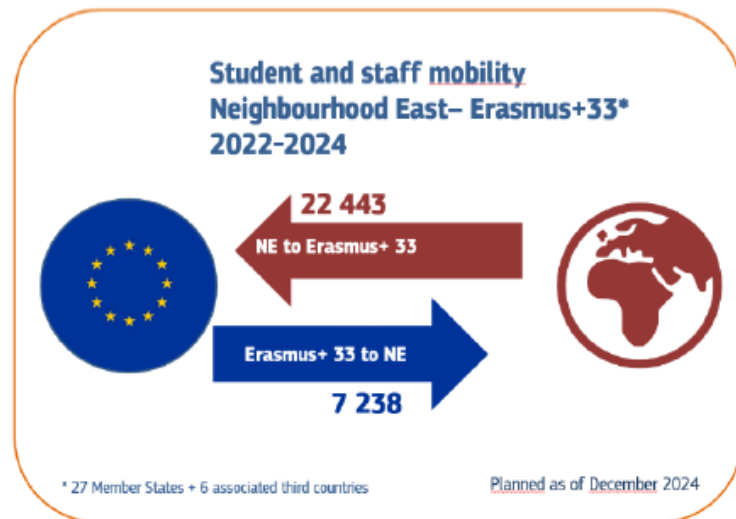 Student and staff mobility
Neighbourhood East– Erasmus+33*
2022-2024
22 443
NE to Erasmus+ 33
Erasmus+ 33 to NE
7 238
* 27 Member States + 6 associated third countries
Planned as of December 2024